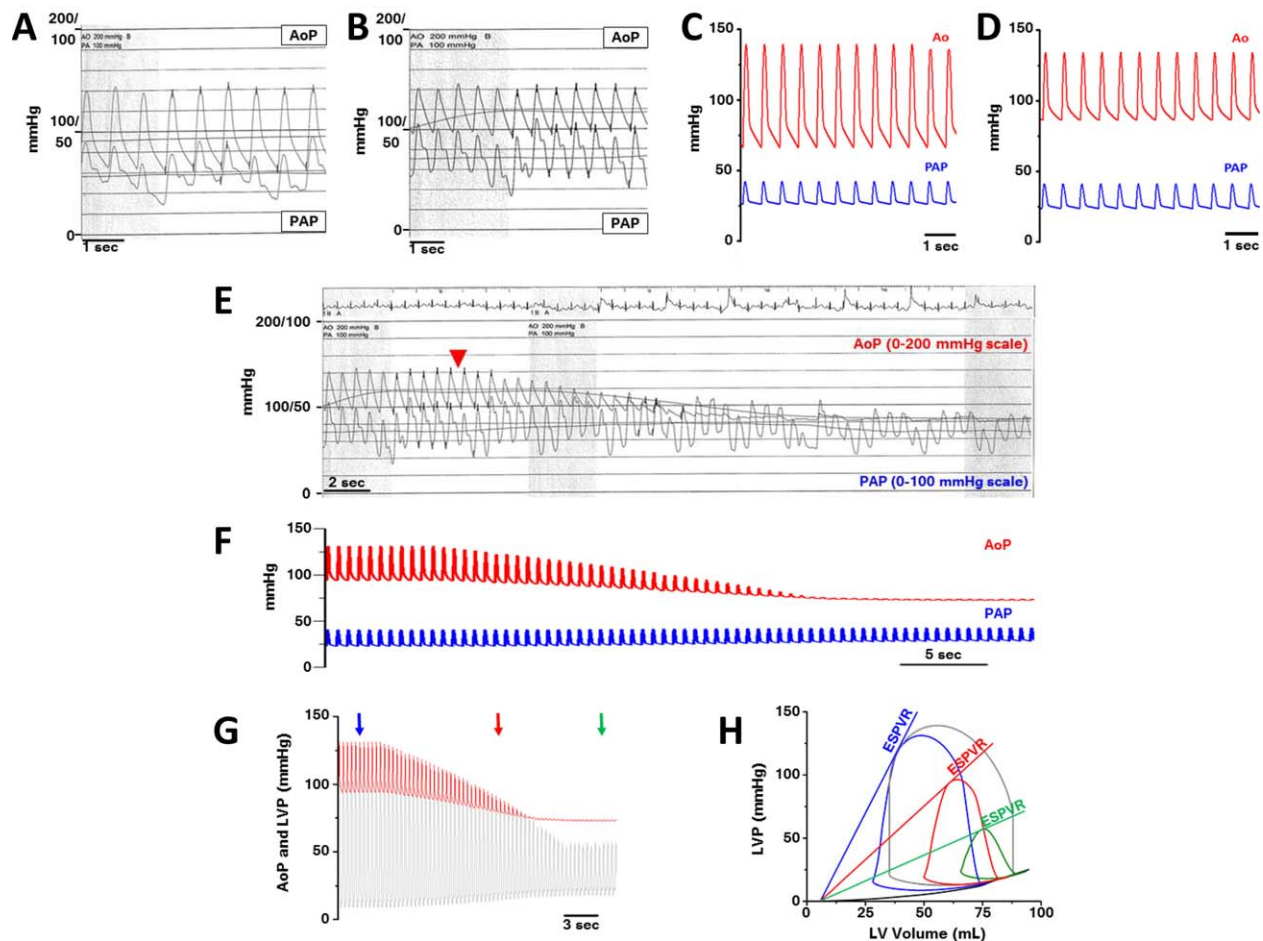 A
200/
100
AO 200 mmHg B
PA 100 mmHg
AoP
mmHg
100/
50
0
PAP
1 sec
B
200/
100
AO 200 mmHg B
PA 100 mmHg
AoP
mmHg
100/
50
0
PAP
1 sec
C
150
100
50
0
mmHg
Ao
PAP
1 sec
D
150
100
50
0
mmHg
Ao
PAP
1 sec
E
200/100
100/50
0
mmHg
AO 200 mmHg B
PA 100 mmHg
AO 200 mmHg B
PA 100 mmHg
AoP (0-200 mmHg scale)
PAP (0-100 mmHg scale)
2 sec
F
150
100
50
0
mmHg
AoP
PAP
5 sec
G
150
100
50
0
AoP and LVP (mmHg)
3 sec
H
150
100
50
0
LVP (mmHg)
ESPVR
ESPVR
ESPVR
0
25
50
75
100
LV Volume (mL)